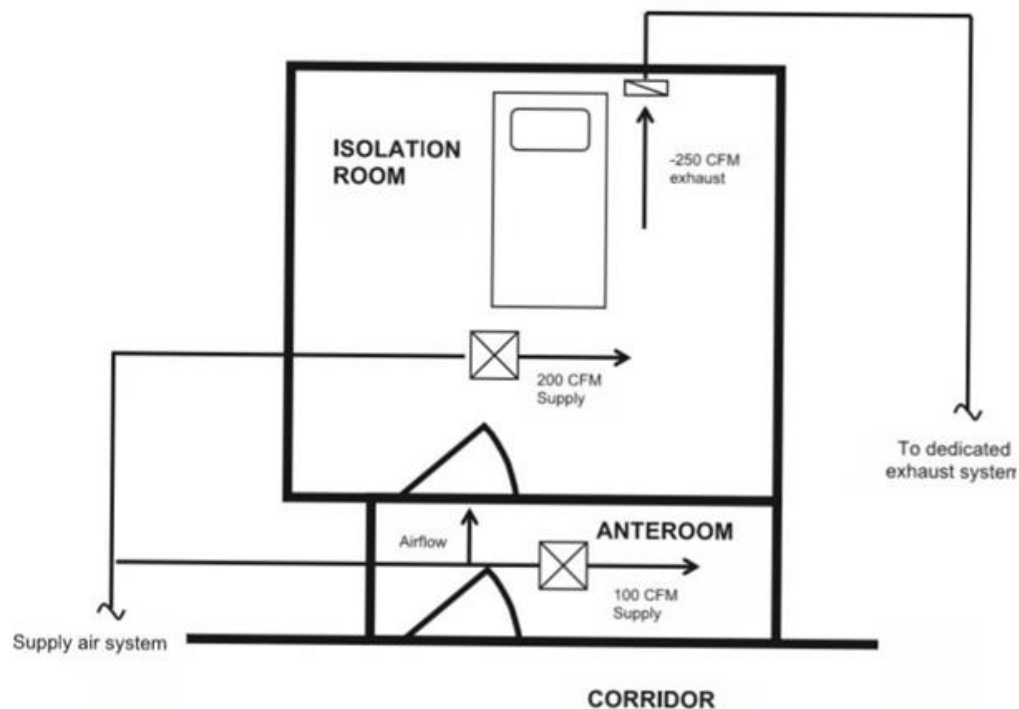 ISOLATION
ROOM
-250 CFM
exhaust
200 CFM
Supply
To dedicated
exhaust system
Airflow
ANTEROOM
100 CFM
Supply
Supply air system
CORRIDOR